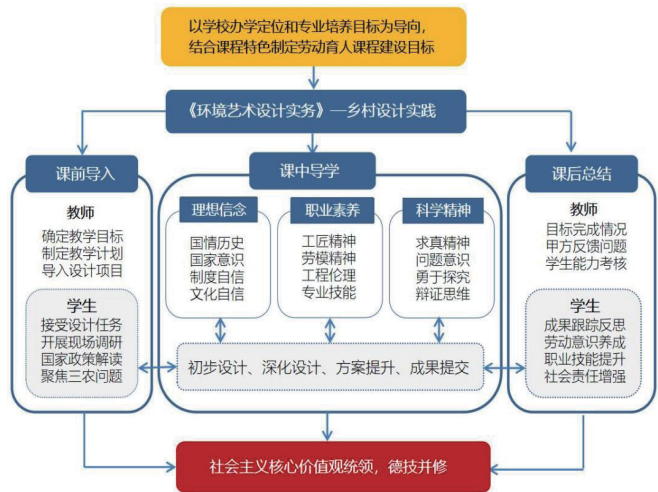 以学校办学定位和专业培养目标为导向，
结合课程特色制定劳动育人课程建设目标
《环境艺术设计实务》—乡村设计实践
课前导入
教师
确定教学目标
制定教学计划
导入设计项目
学生
接受设计任务
开展现场调研
国家政策解读
聚焦三农问题
课中导学
理想信念
国情历史
国家意识
制度自信
文化自信
职业素养
工匠精神
劳模精神
工程伦理
专业技能
科学精神
求真精神
问题意识
勇于探究
辩证思维
初步设计、深化设计、方案提升、成果提交
课后总结
教师
目标完成情况
甲方反馈问题
学生能力考核
学生
成果跟踪反思
劳动意识养成
职业技能提升
社会责任增强
社会主义核心价值观统领，德技并修